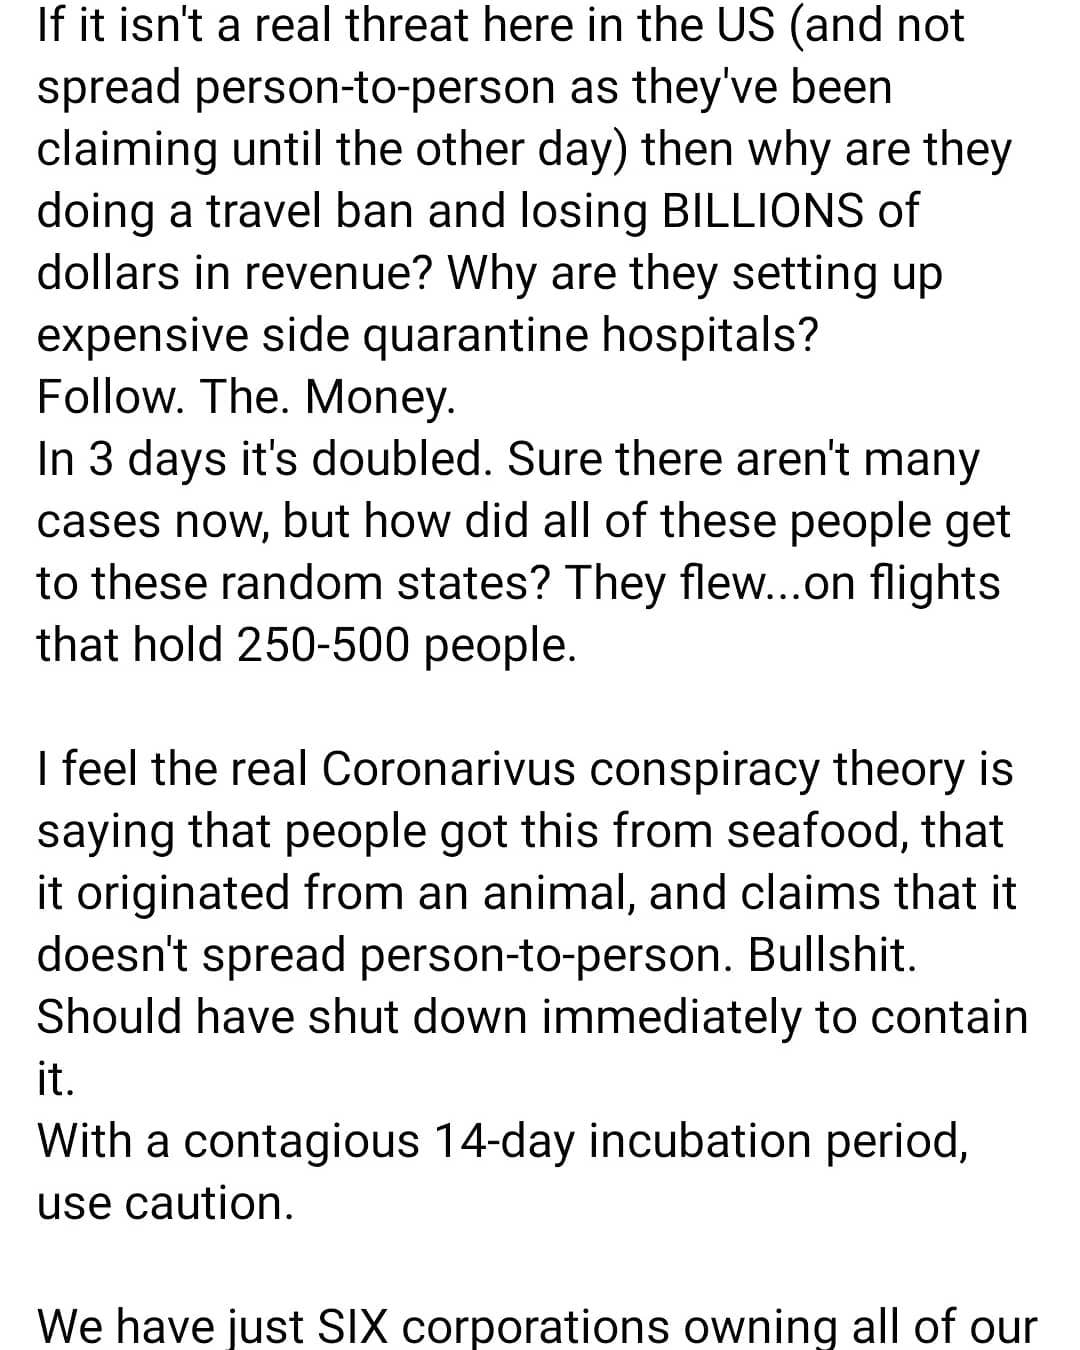 If it isn't a real threat here in the US (and not
spread person-to-person as they've been
claiming until the other day) then why are they
doing a travel ban and losing BILLIONS of
dollars in revenue? Why are they setting up
expensive side quarantine hospitals?
Follow. The. Money.
In 3 days it's doubled. Sure there aren't many
cases now, but how did all of these people get
to these random states? They flew...on flights
that hold 250-500 people.
I feel the real Coronarivus conspiracy theory is
saying that people got this from seafood, that
it originated from an animal, and claims that it
doesn't spread person-to-person. Bullshit.
Should have shut down immediately to contain
it.
With a contagious 14-day incubation period,
use caution.
We have just SIX corporations owning all of our